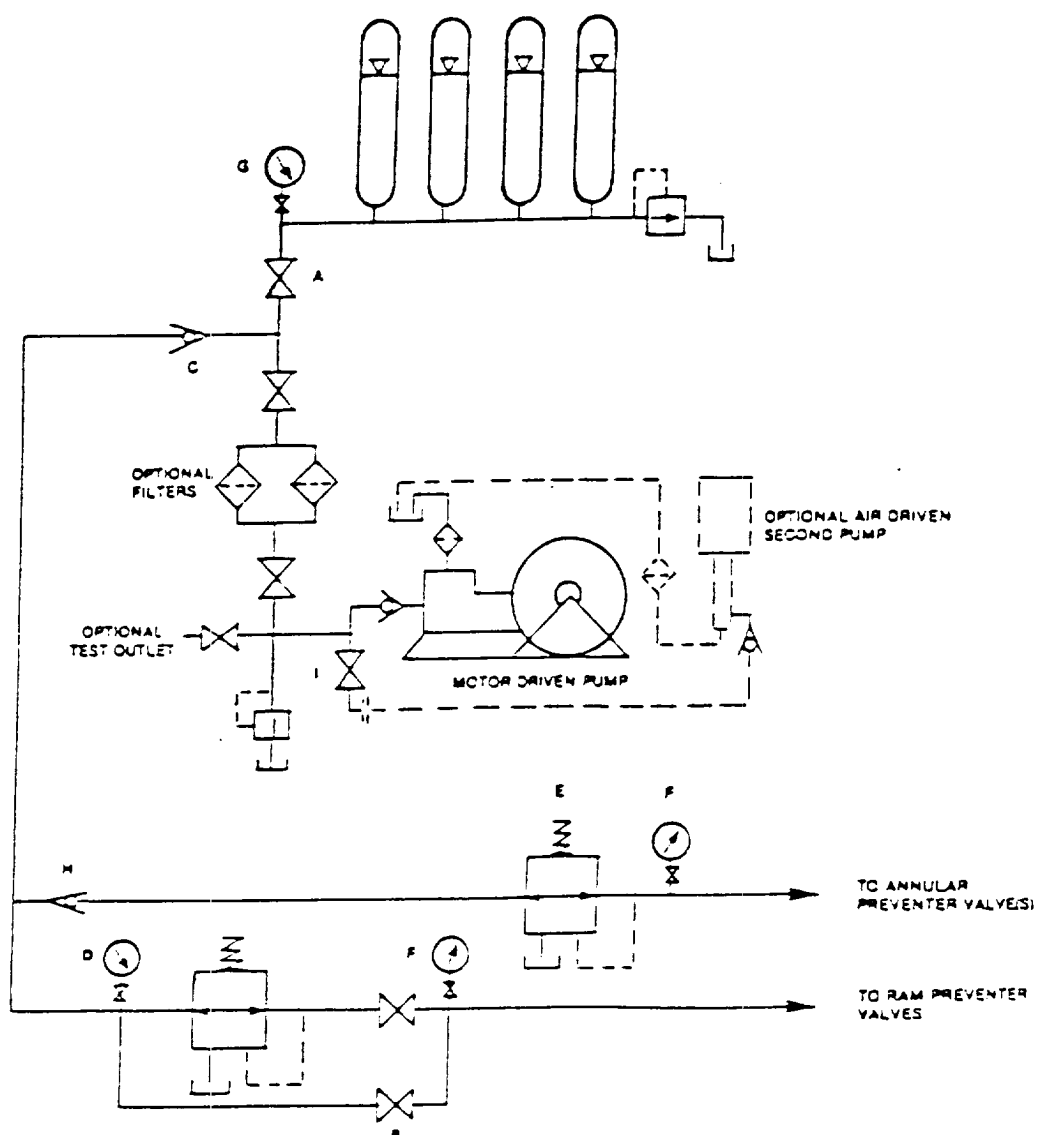 G
A
C
OPTIONAL
FILTERS
OPTIONAL AIR DRIVEN
SECOND PUMP
OPTIONAL
TEST OUTLET
I
MOTOR DRIVEN PUMP
E
F
H
TO ANNULAR
PREVENTER VALVE(S)
D
F
TO RAM PREVENTER
VALVES